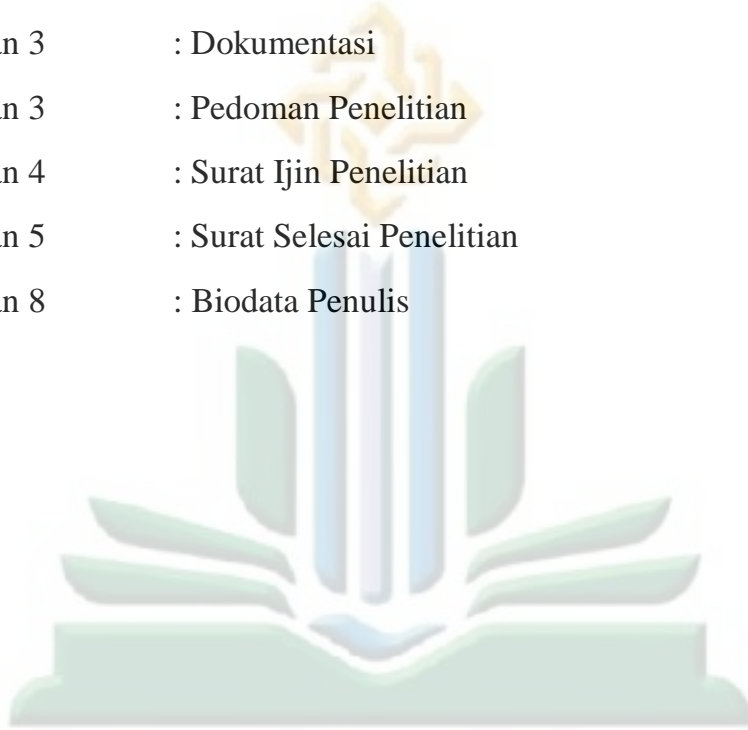 an 3 : Dokumentasi
an 3 : Pedoman Penelitian
an 4 : Surat Ijin Penelitian
an 5 : Surat Selesai Penelitian
an 8 : Biodata Penulis